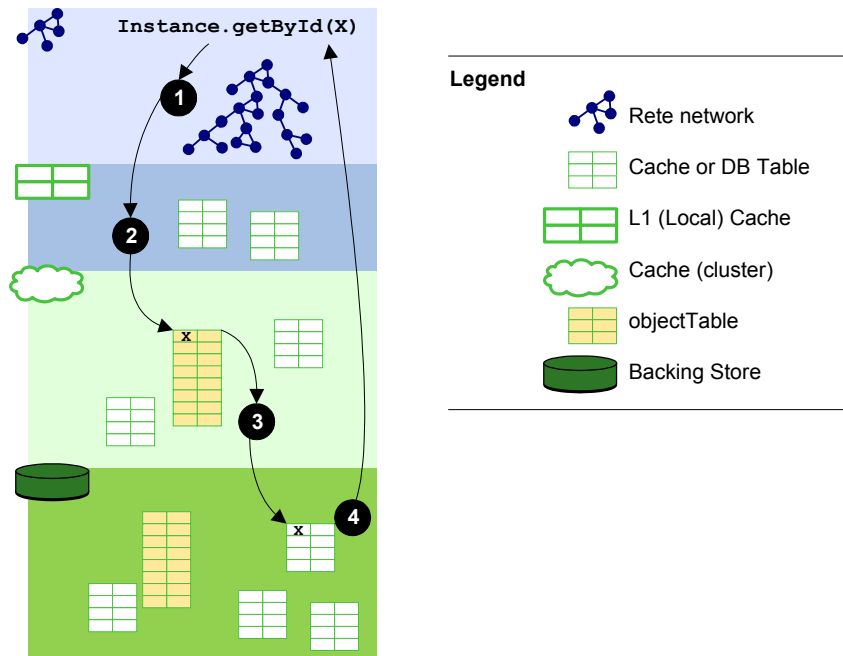 Instance.getById(X)
1
2
X
3
4
X
Legend
Rete network
Cache or DB Table
L1 (Local) Cache
Cache (cluster)
objectTable
Backing Store